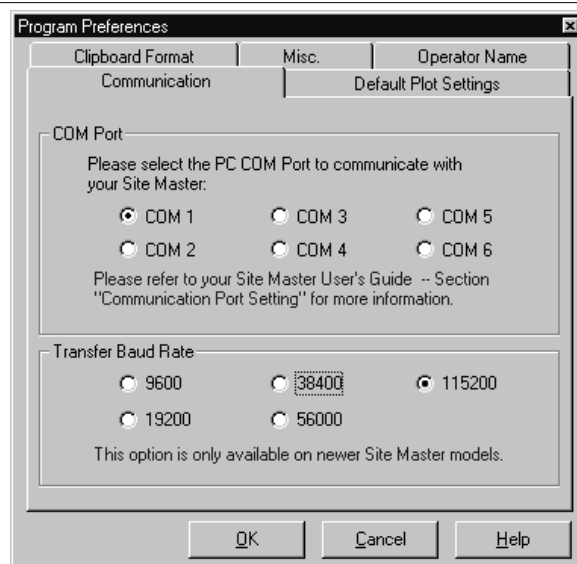 Program Preferences
Clipboard Format Misc. Operator Name
Communication Default Plot Settings
COM Port
Please select the PC COM Port to communicate with
your Site Master:
COM 1 COM 3 COM 5
COM 2 COM 4 COM 6
Please refer to your Site Master User's Guide -- Section
"Communication Port Setting" for more information.
Transfer Baud Rate
9600 38400 115200
19200 56000
This option is only available on newer Site Master models.
OK Cancel Help